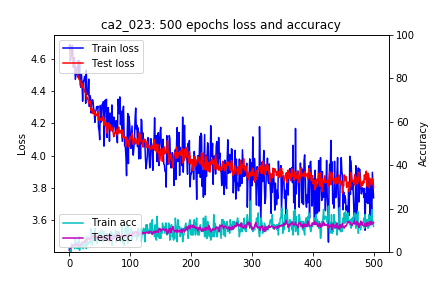 ca2_023: 500 epochs loss and accuracy
Train loss
Test loss
Train acc
Test acc
Loss
4.6
4.4
4.2
4.0
3.8
3.6
Accuracy
100
80
60
40
20
0
0
100
200
300
400
500